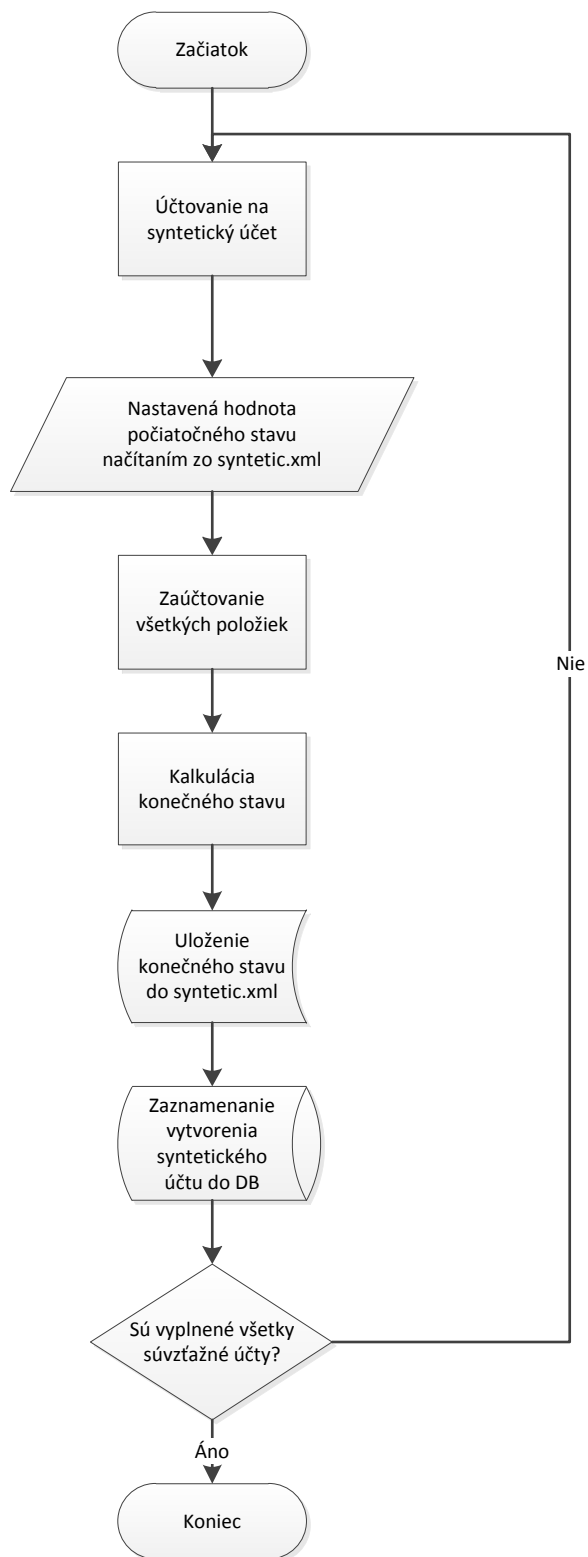 Začiatok
Účtovanie na
syntetický účet
Nastavená hodnota
počiatočného stavu
načítaním zo syntetic.xml
Zaúčtovanie
všetkých položiek
Nie
Kalkulácia
konečného stavu
Uloženie
konečného stavu
do syntetic.xml
Zaznamenanie
vytvorenia
syntetického
účtu do DB
Sú vyplnené všetky
súvzťažné účty?
Áno
Koniec